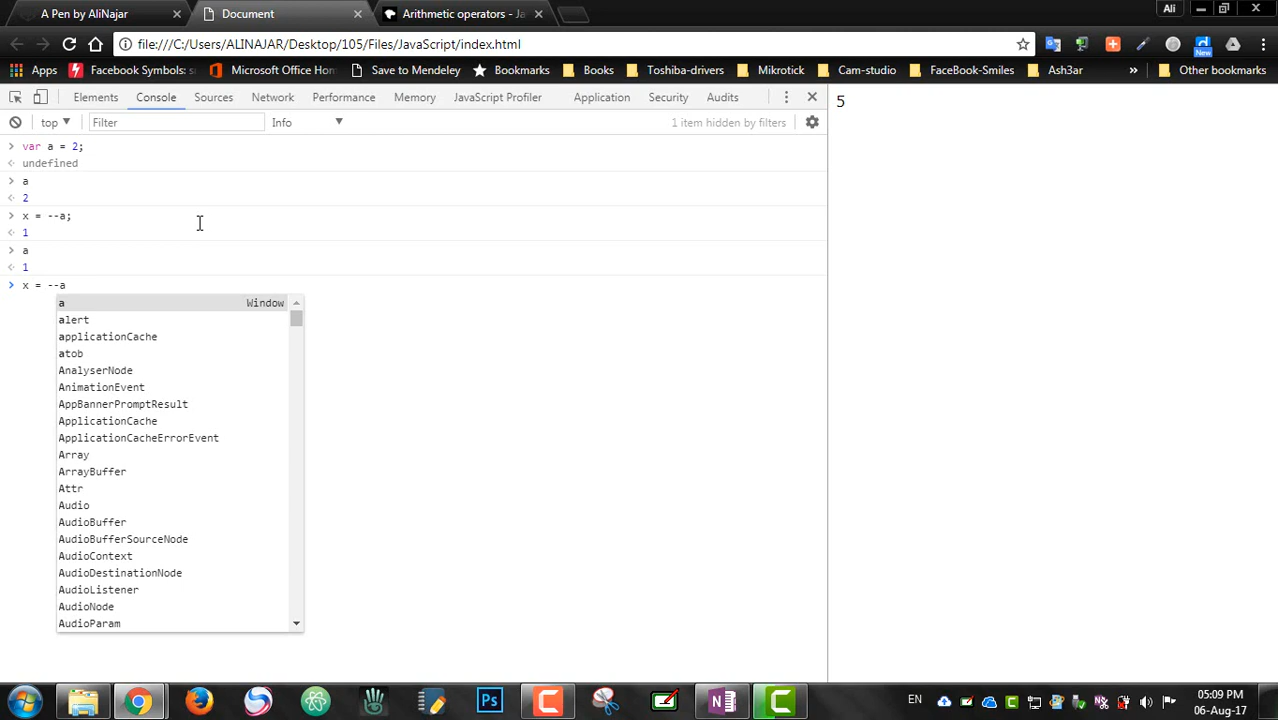 A Pen by AliNajar
Document
Arithmetic operators - Ja
Ali
file:///C:/Users/ALINAJAR/Desktop/105/Files/JavaScript/index.html
New
Apps
Facebook Symbols: s
Microsoft Office Hom
Save to Mendeley
Bookmarks
Books
Toshiba-drivers
Mikrotick
Cam-studio
FaceBook-Smiles
Ash3ar
»
Other bookmarks
Elements
Console
Sources
Network
Performance
Memory
JavaScript Profiler
Application
Security
Audits
top
Filter
Info
1 item hidden by filters
5
var a = 2;
undefined
a
2
x = --a;
1
a
1
x = --a
a Window
alert
applicationCache
atob
AnalyserNode
AnimationEvent
AppBannerPromptResult
ApplicationCache
ApplicationCacheErrorEvent
Array
ArrayBuffer
Attr
Audio
AudioBuffer
AudioBufferSourceNode
AudioContext
AudioDestinationNode
AudioListener
AudioNode
AudioParam
Ps
EN
05:09 PM
06-Aug-17